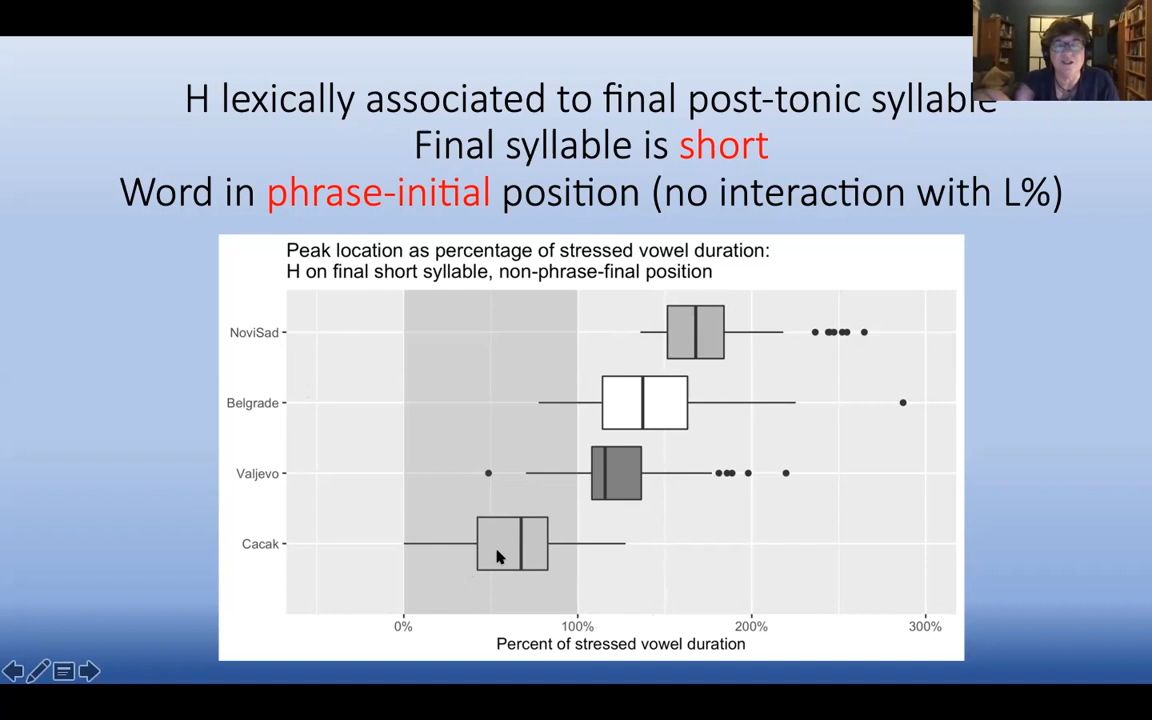 H lexically associated to final post-tonic syllable
Final syllable is short
Word in phrase-initial position (no interaction with L%)
Peak location as percentage of stressed vowel duration:
H on final short syllable, non-phrase-final position
NoviSad
Belgrade
Valjevo
Cacak
0% 100% 200% 300%
Percent of stressed vowel duration